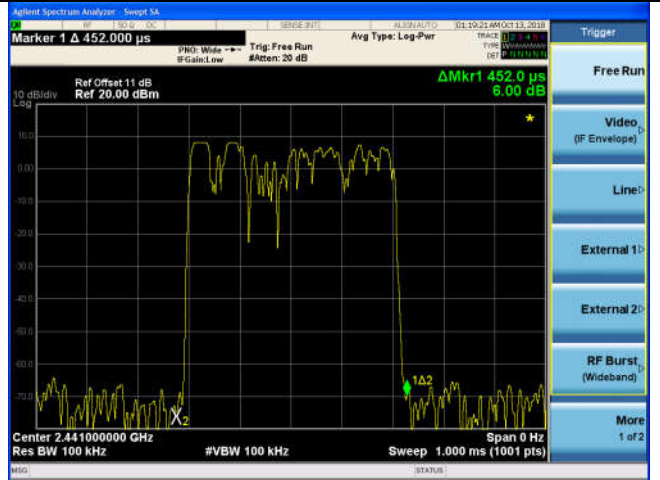 Agilent Spectrum Analyzer - Swept SA
RF 50 Ω DC SENSE:INT ALIGN AUTO 01:19:21 AM Oct 13, 2018
Marker 1 Δ 452.000 μs
PNO: Wide
IFGain:Low
Trig: Free Run
#Atten: 20 dB
Avg Type: Log-Pwr
TRACE 1 2 3 4 5 6
TYPE
DET P N N N N N
ΔMkr1 452.0 μs
6.00 dB
Ref Offset 11 dB
10 dB/div Ref 20.00 dBm
Log
10.0
0.00
-10.0
-20.0
-30.0
-40.0
-50.0
-60.0
-70.0
1Δ2
X2
Center 2.441000000 GHz
Span 0 Hz
Res BW 100 kHz
#VBW 100 kHz
Sweep 1.000 ms (1001 pts)
MSG
STATUS
Trigger
Free Run
Video
(IF Envelope)
Line
External 1
External 2
RF Burst
(Wideband)
More
1 of 2